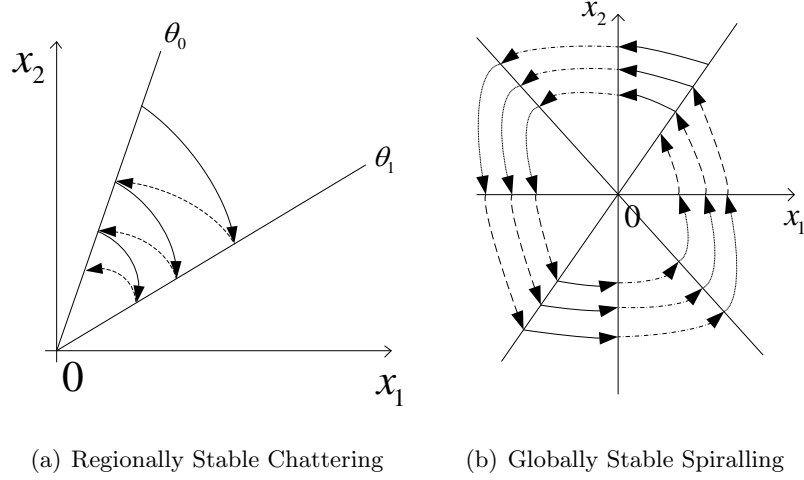 x₂
θ₀
θ₁
0
x₁
(a) Regionally Stable Chattering
x₂
0
x₁
(b) Globally Stable Spiralling